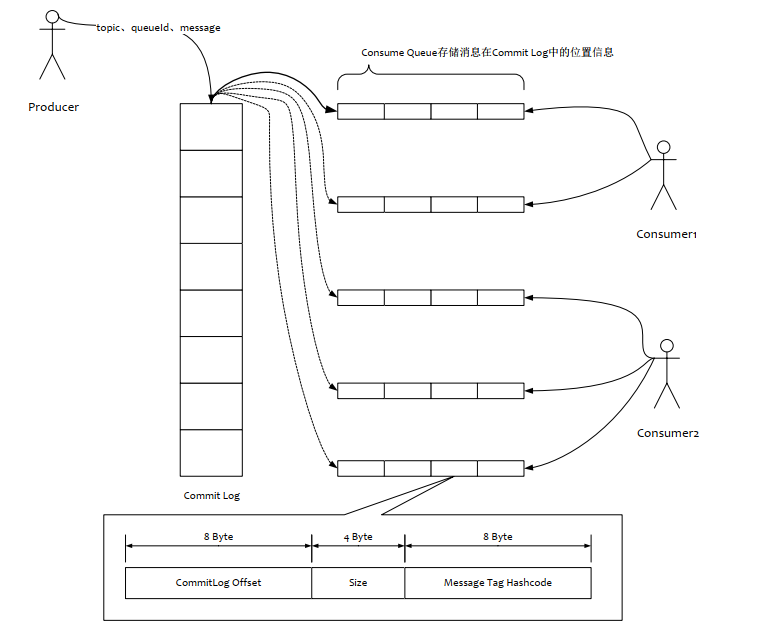 topic、queueId、message
Consume Queue存储消息在Commit Log中的位置信息
Producer
Consumer1
Consumer2
Commit Log
8 Byte
4 Byte
8 Byte
CommitLog Offset
Size
Message Tag Hashcode